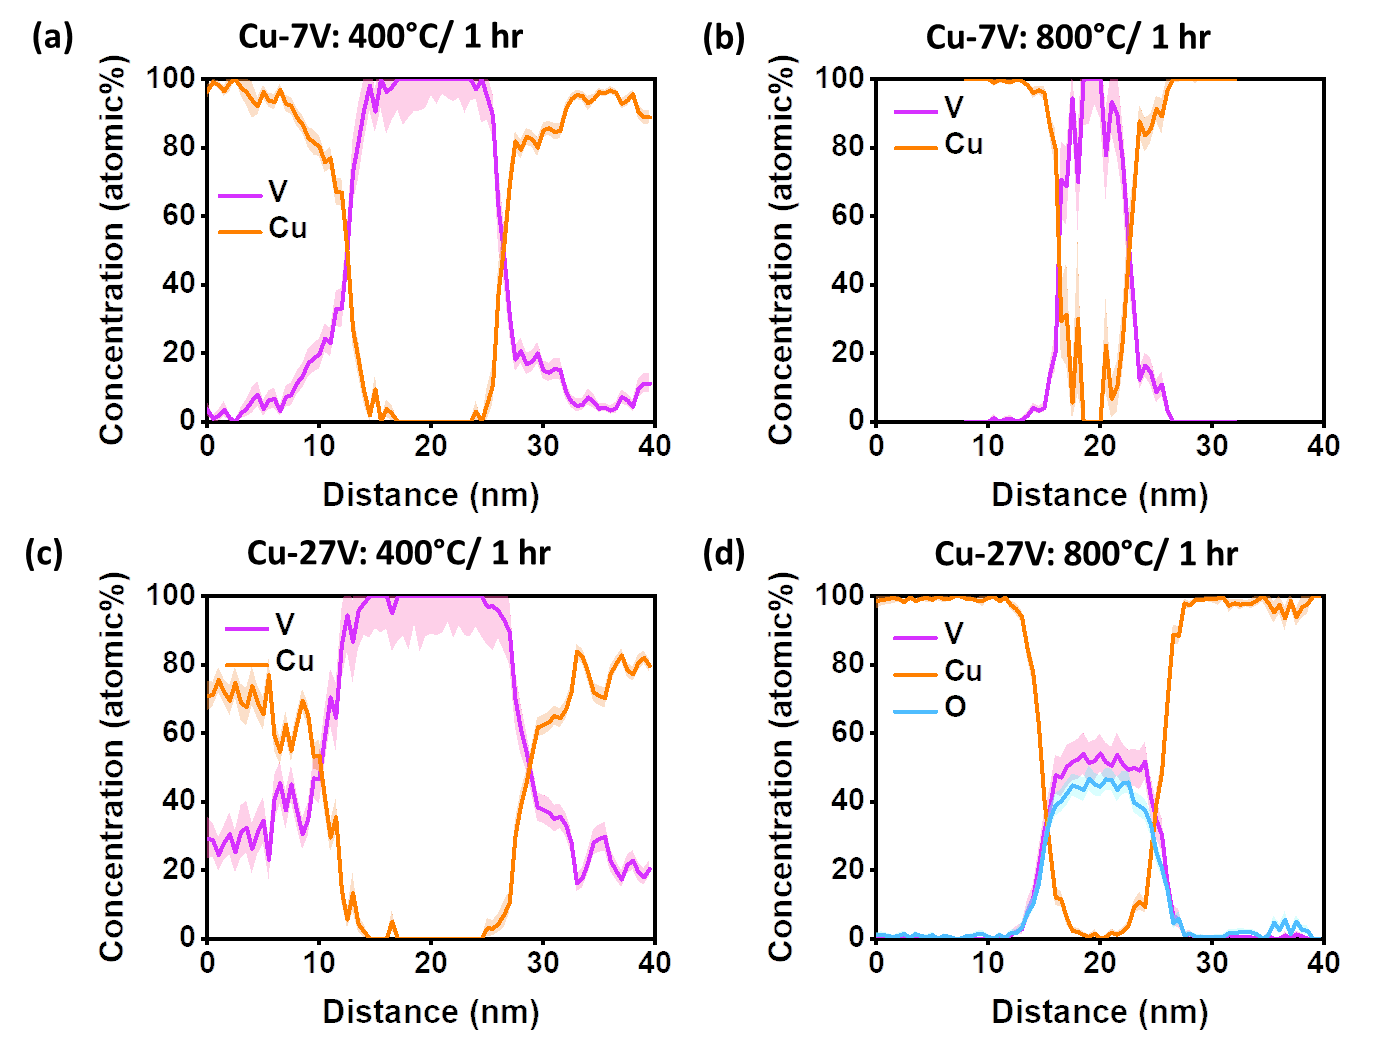 (a)
Cu-7V: 400°C/ 1 hr
Concentration (atomic%)
100
80
60
40
20
0
V
Cu
0 10 20 30 40
Distance (nm)
(b)
Cu-7V: 800°C/ 1 hr
Concentration (atomic%)
100
80
60
40
20
0
V
Cu
0 10 20 30 40
Distance (nm)
(c)
Cu-27V: 400°C/ 1 hr
Concentration (atomic%)
100
80
60
40
20
0
V
Cu
0 10 20 30 40
Distance (nm)
(d)
Cu-27V: 800°C/ 1 hr
Concentration (atomic%)
100
80
60
40
20
0
V
Cu
O
0 10 20 30 40
Distance (nm)